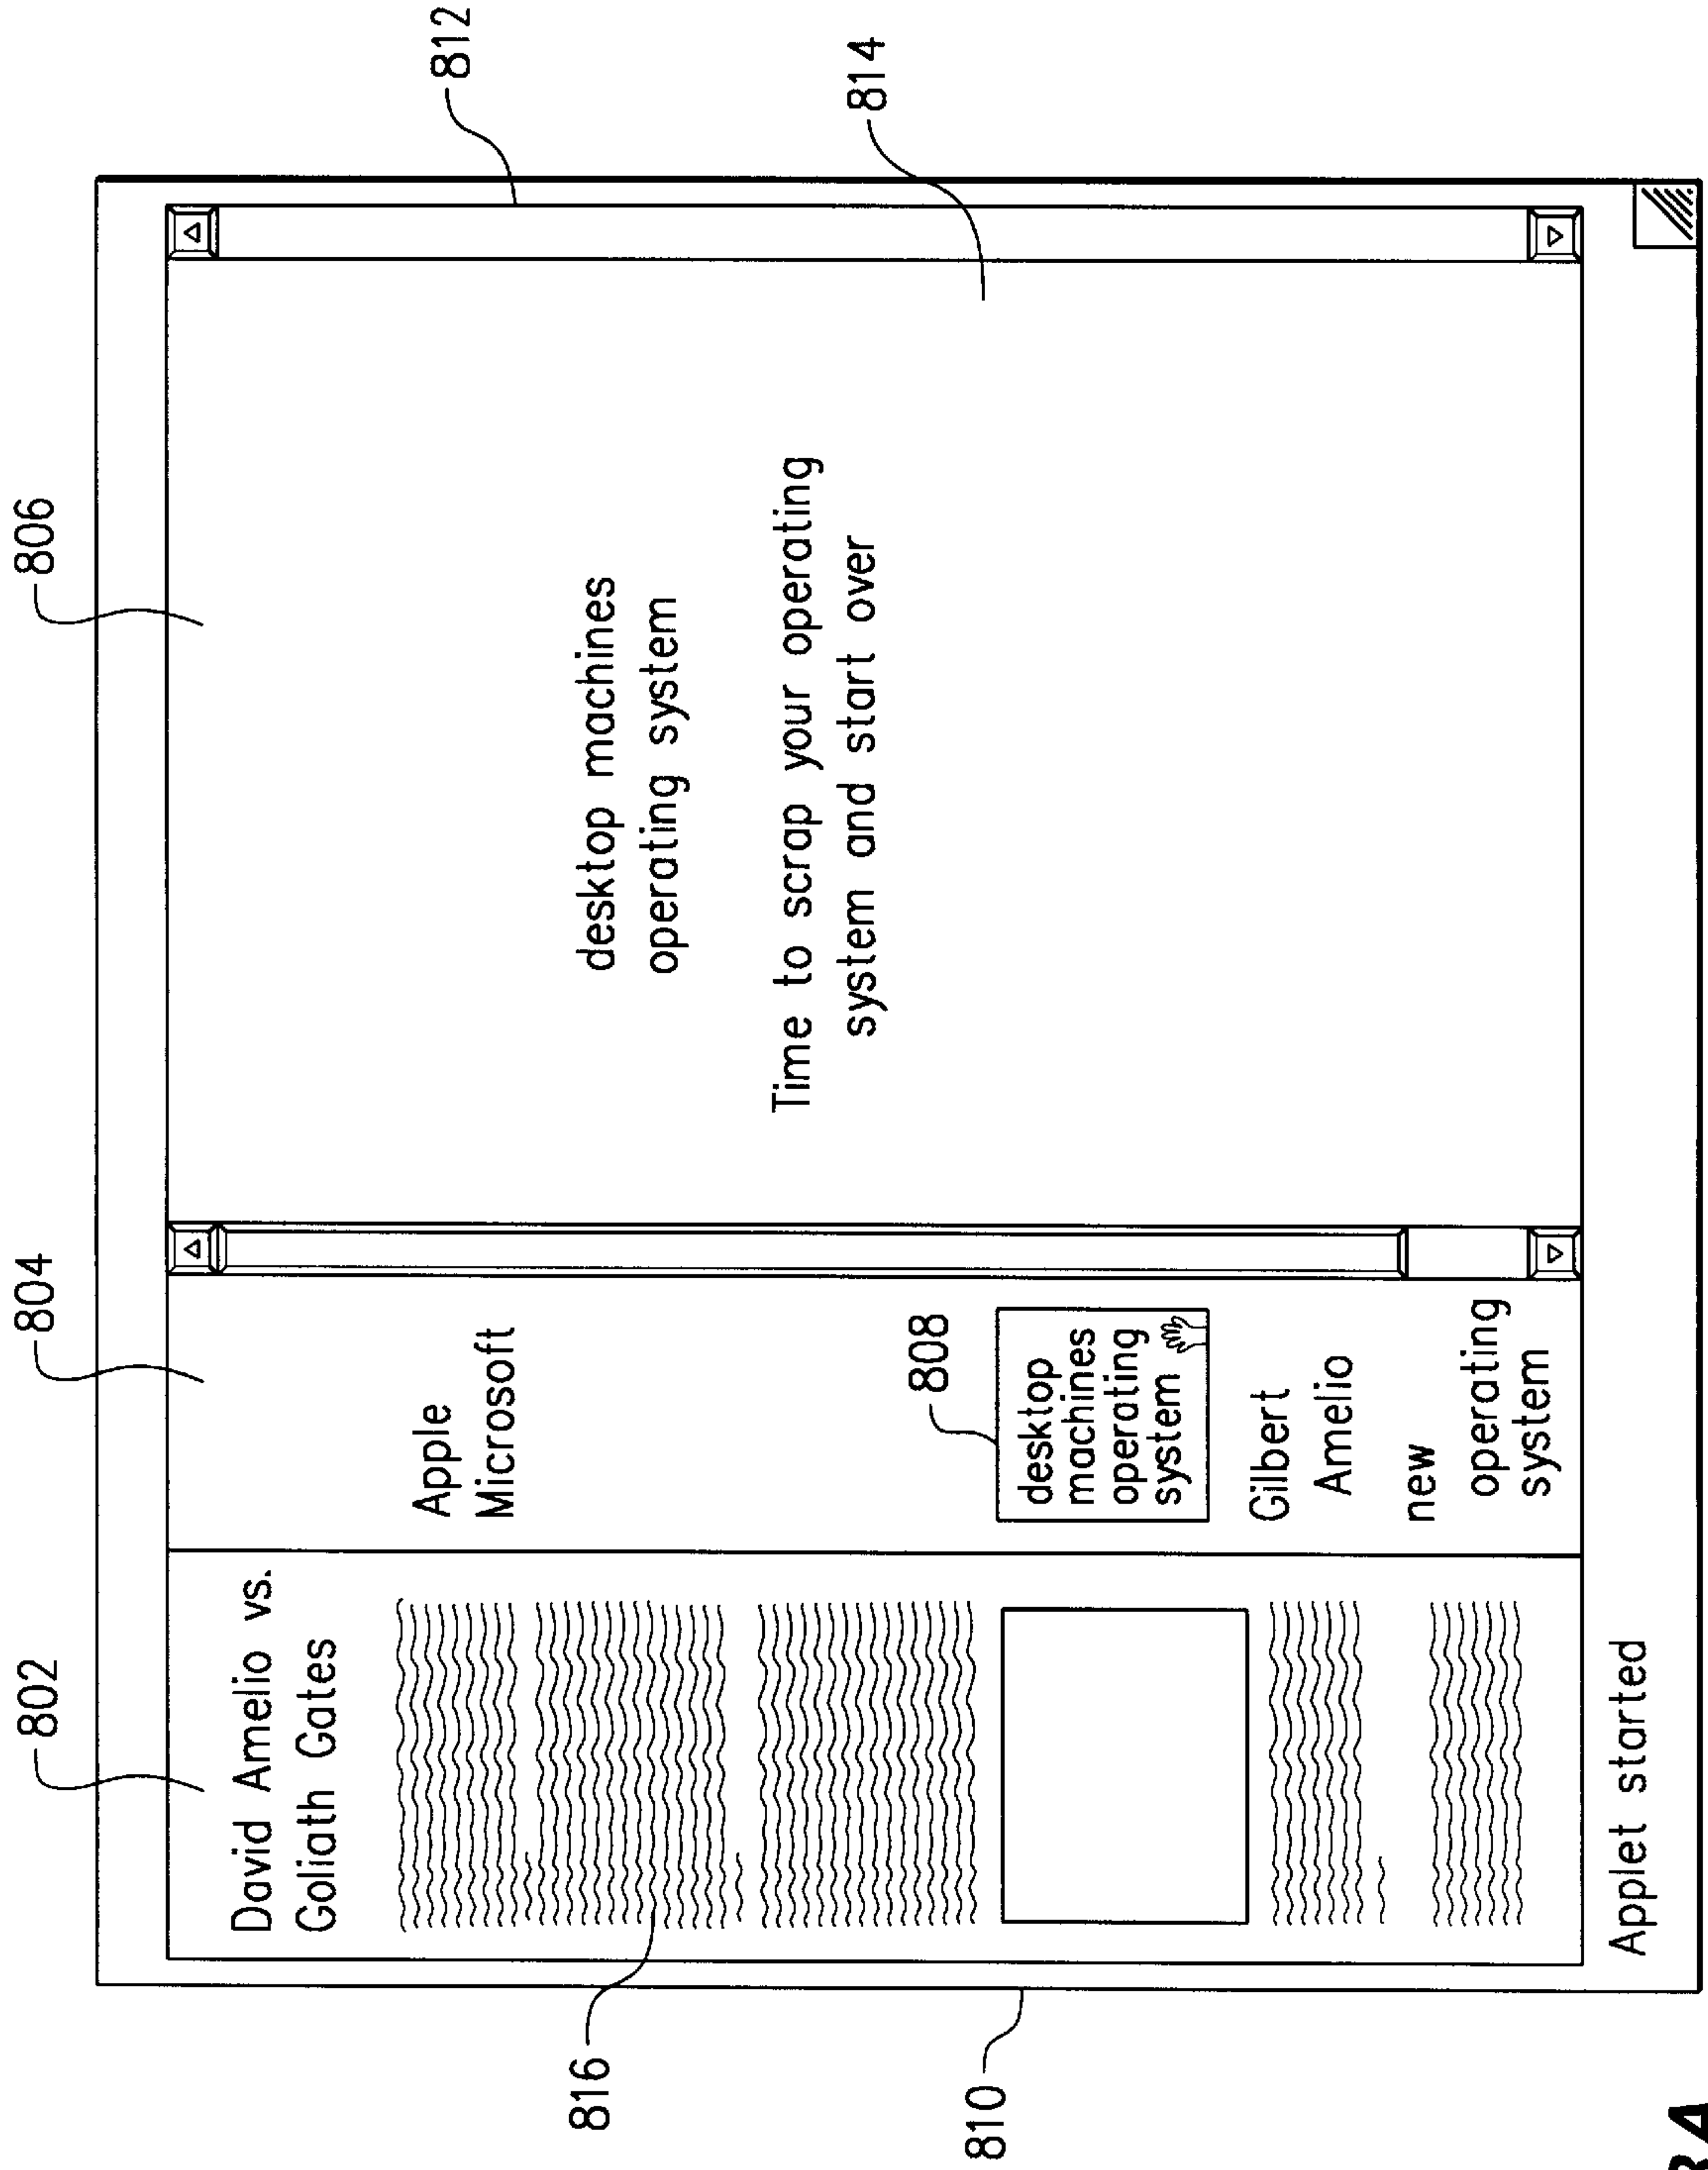 802
804
806
David Amelio vs.
Goliath Gates
Apple
Microsoft
812
desktop machines
operating system
816
Time to scrap your operating
system and start over
814
808
desktop
machines
operating
system
810
Gilbert
Amelio
new
operating
system
Applet started